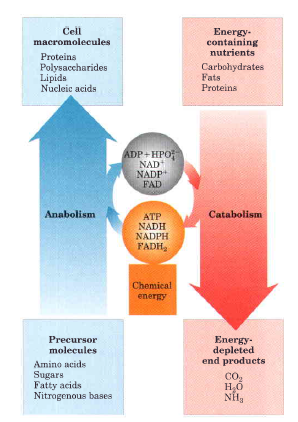 Cell
macromolecules
Proteins
Polysaccharides
Lipids
Nucleic acids
Energy-
containing
nutrients
Carbohydrates
Fats
Proteins
ADP+HPO₄²⁻
NAD⁺
NADP⁺
FAD
Anabolism
ATP
NADH
NADPH
FADH₂
Catabolism
Chemical
energy
Precursor
molecules
Amino acids
Sugars
Fatty acids
Nitrogenous bases
Energy-
depleted
end products
CO₂
H₂O
NH₃